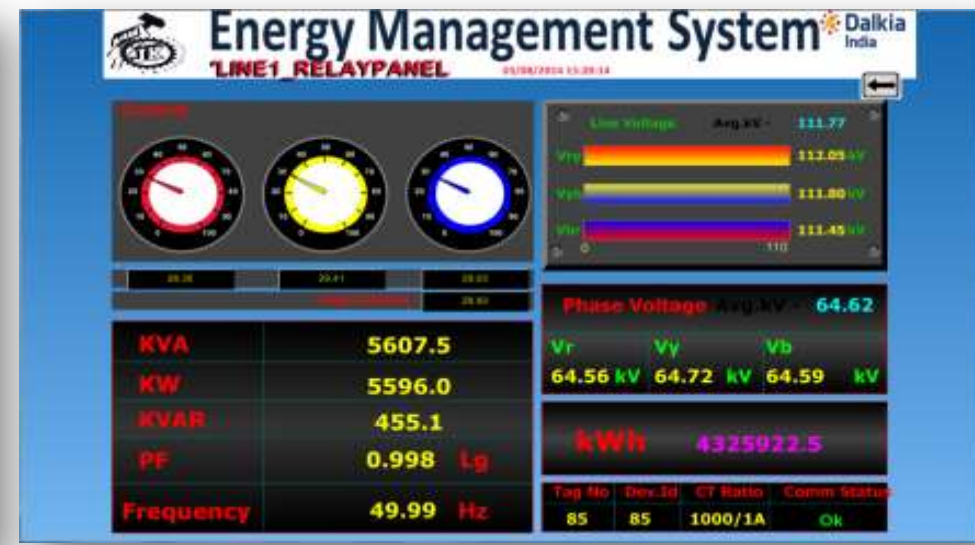 Energy Management System
Dalkia
India
"LINE1_RELAYPANEL
Line Voltage Avg.kV - 111.77
Vry 112.05 kV
Vyb 111.80 kV
Vbr 111.45 kV
0 110
Phase Voltage Avg.kV - 64.62
Vr Vy Vb
64.56 kV 64.72 kV 64.59 kV
KVA 5607.5
KW 5596.0
KVAR 455.1
PF 0.998 Lg
Frequency 49.99 Hz
kWh 4325922.5
Tag No Dev.Id CT Ratio Comm Status
85 85 1000/1A Ok